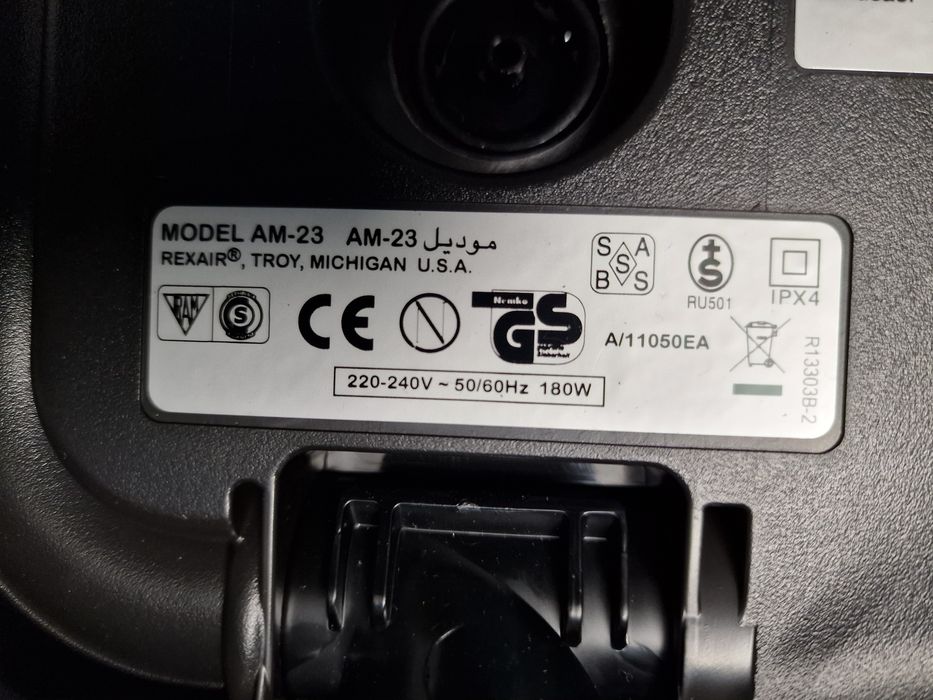 MODEL AM-23 AM-23 موديل
REXAIR®, TROY, MICHIGAN U.S.A.
S A
S
B S
S
RU501
IPX4
RAM
S
CE
N
Nemko
GS
A/11050EA
R13303B-2
220-240V ~ 50/60Hz 180W